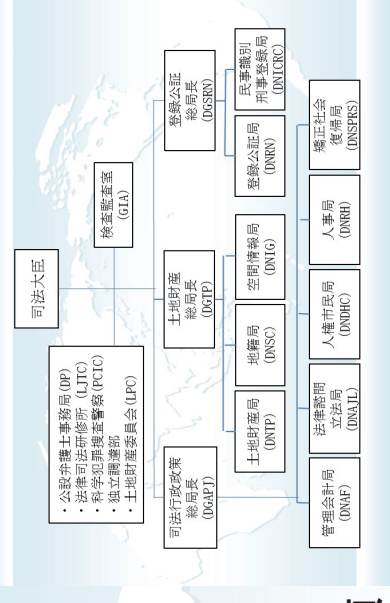 司法大臣
検査監査室
(GIA)
・公設弁護士事務局(DP)
・法律司法研修所 (LJTC)
・科学犯罪捜査警察(PCIC)
・独立調達部
・土地財産委員会(LPC)
司法行政政策
総局長
(DGAPJ)
土地財産
総局長
(DGTP)
登録公証
総局長
(DGSRN)
土地財産局
(DNTP)
地籍局
(DNSC)
空間情報局
(DNIG)
登録公証局
(DNRN)
民事識別
刑事登録局
(DNICRC)
管理会計局
(DNAF)
法律諮問
立法局
(DNAJL)
人権市民局
(DNDHC)
人事局
(DNRH)
矯正社会
復帰局
(DNSPRS)